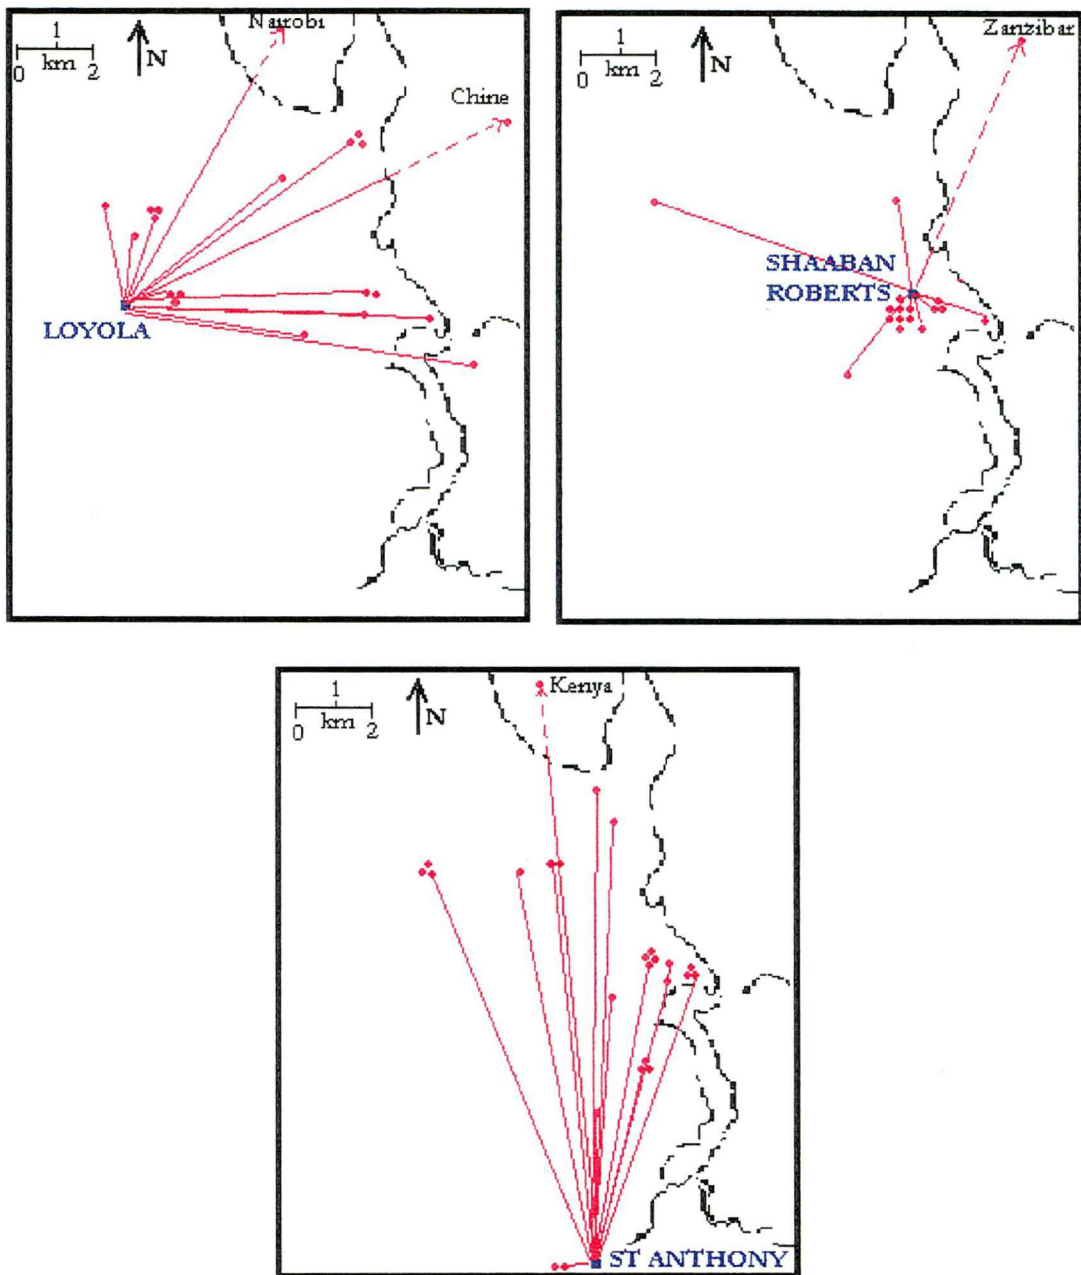 Nairobi
1
km
0 2
N
Chine
LOYOLA
Zanzibar
1
km
0 2
N
SHAABAN
ROBERTS
Kenya
1
km
0 2
N
ST ANTHONY